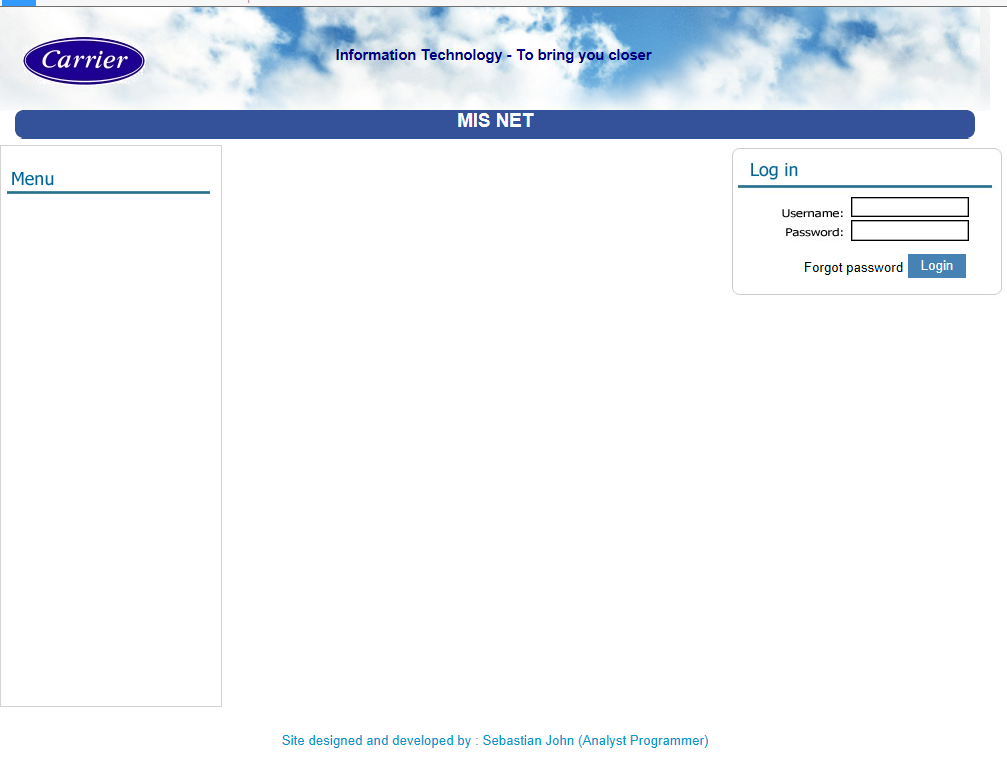 Carrier
Information Technology - To bring you closer
MIS NET
Menu
Log in
Username:
Password:
Forgot password Login
Site designed and developed by : Sebastian John (Analyst Programmer)